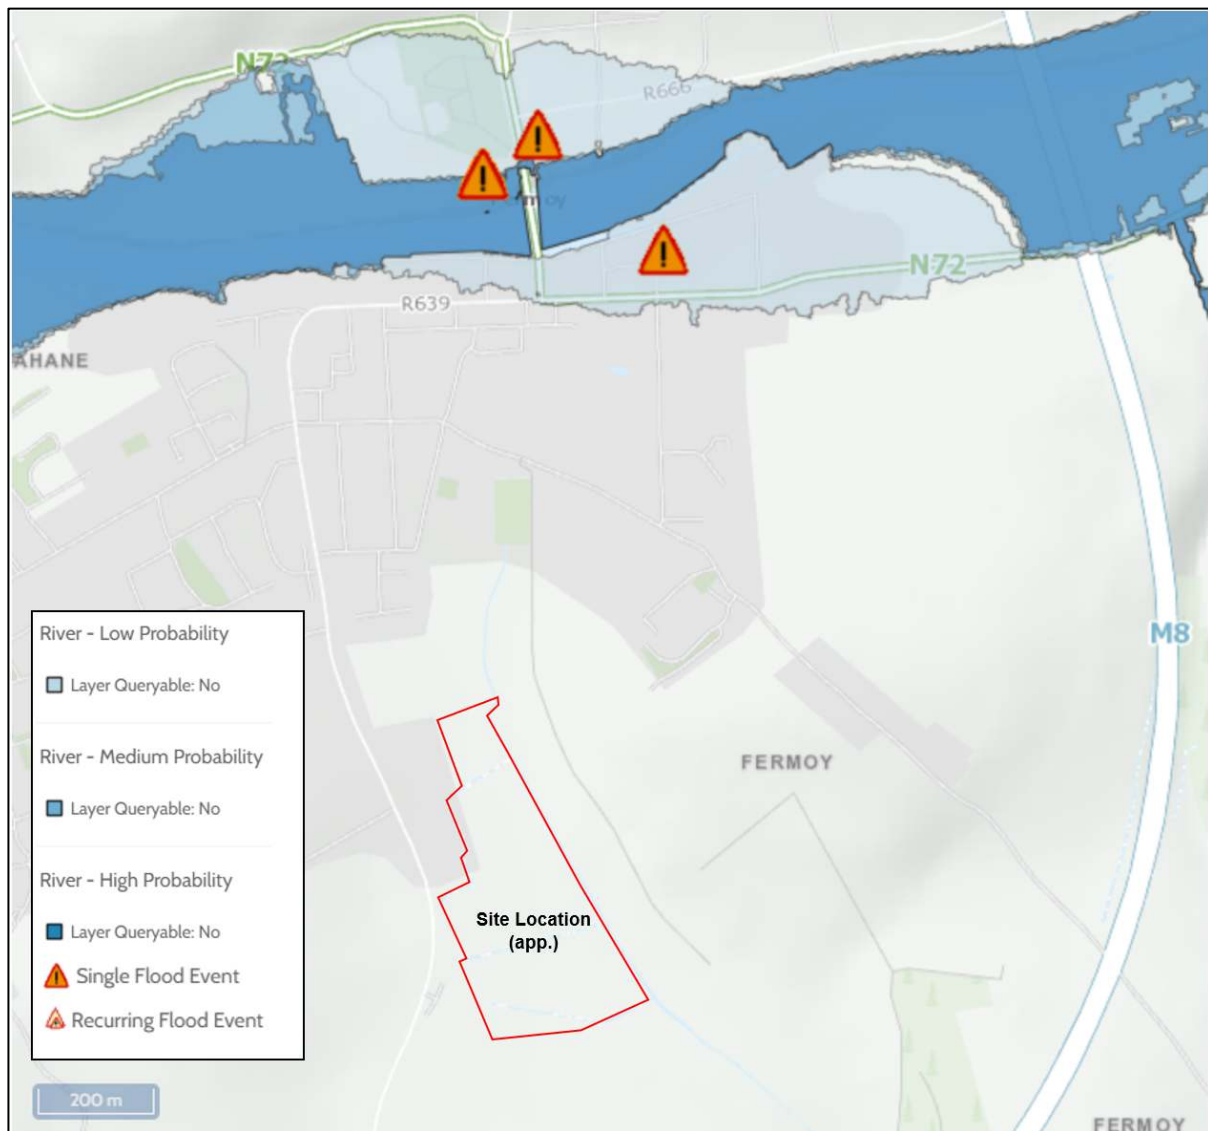 N72
R666
Fermoy
N72
R639
AHANE
M8
FERMOY
Site Location
(app.)
River - Low Probability
Layer Queryable: No
River - Medium Probability
Layer Queryable: No
River - High Probability
Layer Queryable: No
Single Flood Event
Recurring Flood Event
200 m
FERMOY